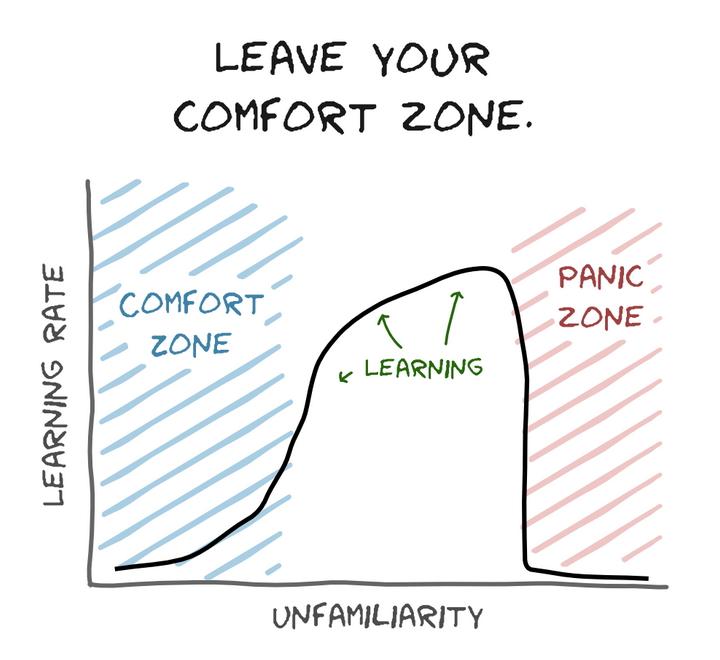 LEAVE YOUR
COMFORT ZONE.
LEARNING RATE
COMFORT
ZONE
PANIC
ZONE
LEARNING
UNFAMILIARITY